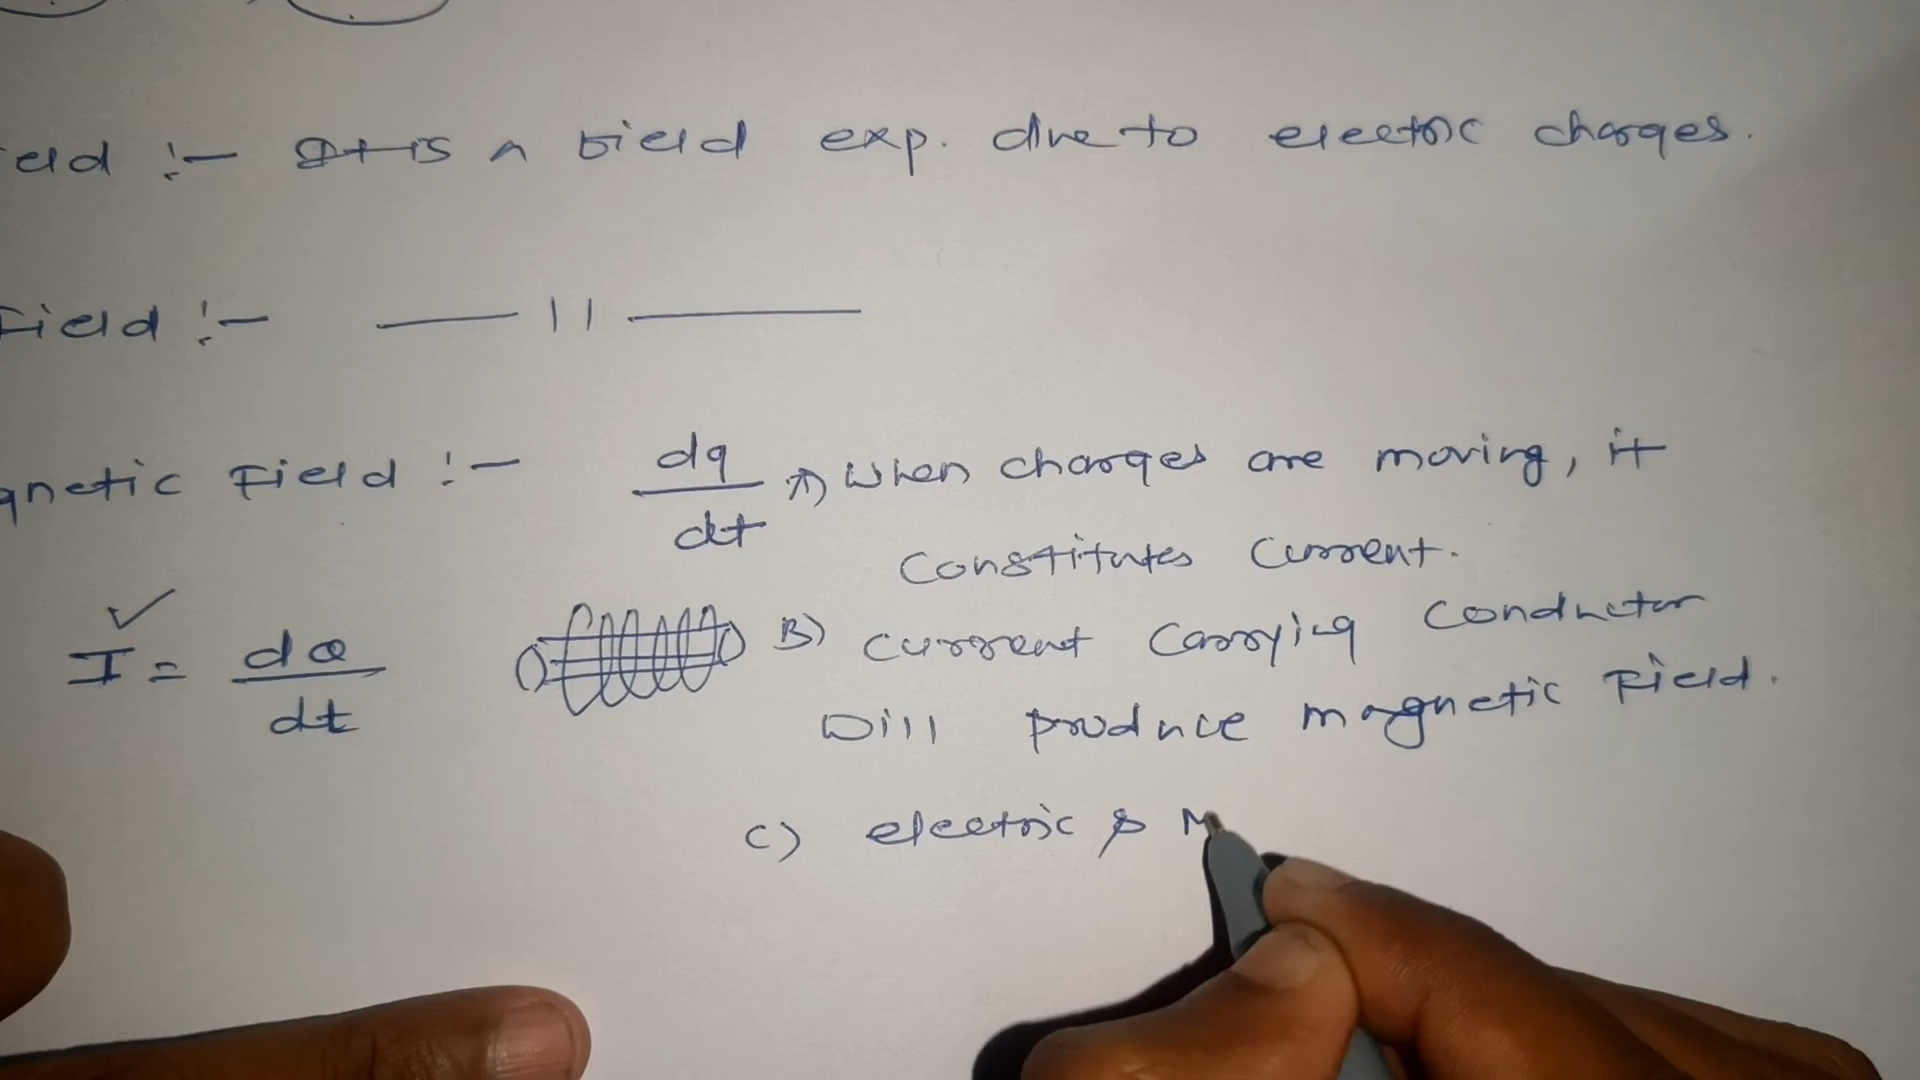 eld :- It is a Field exp. due to electric charges.
Field :- —— 11 ——
gnetic Field :- dq
dt
A) When charges are moving, it
Constitutes Current.
I = dQ
dt
B) Current Carrying Conductor
Will produce magnetic Field.
C) electric & M